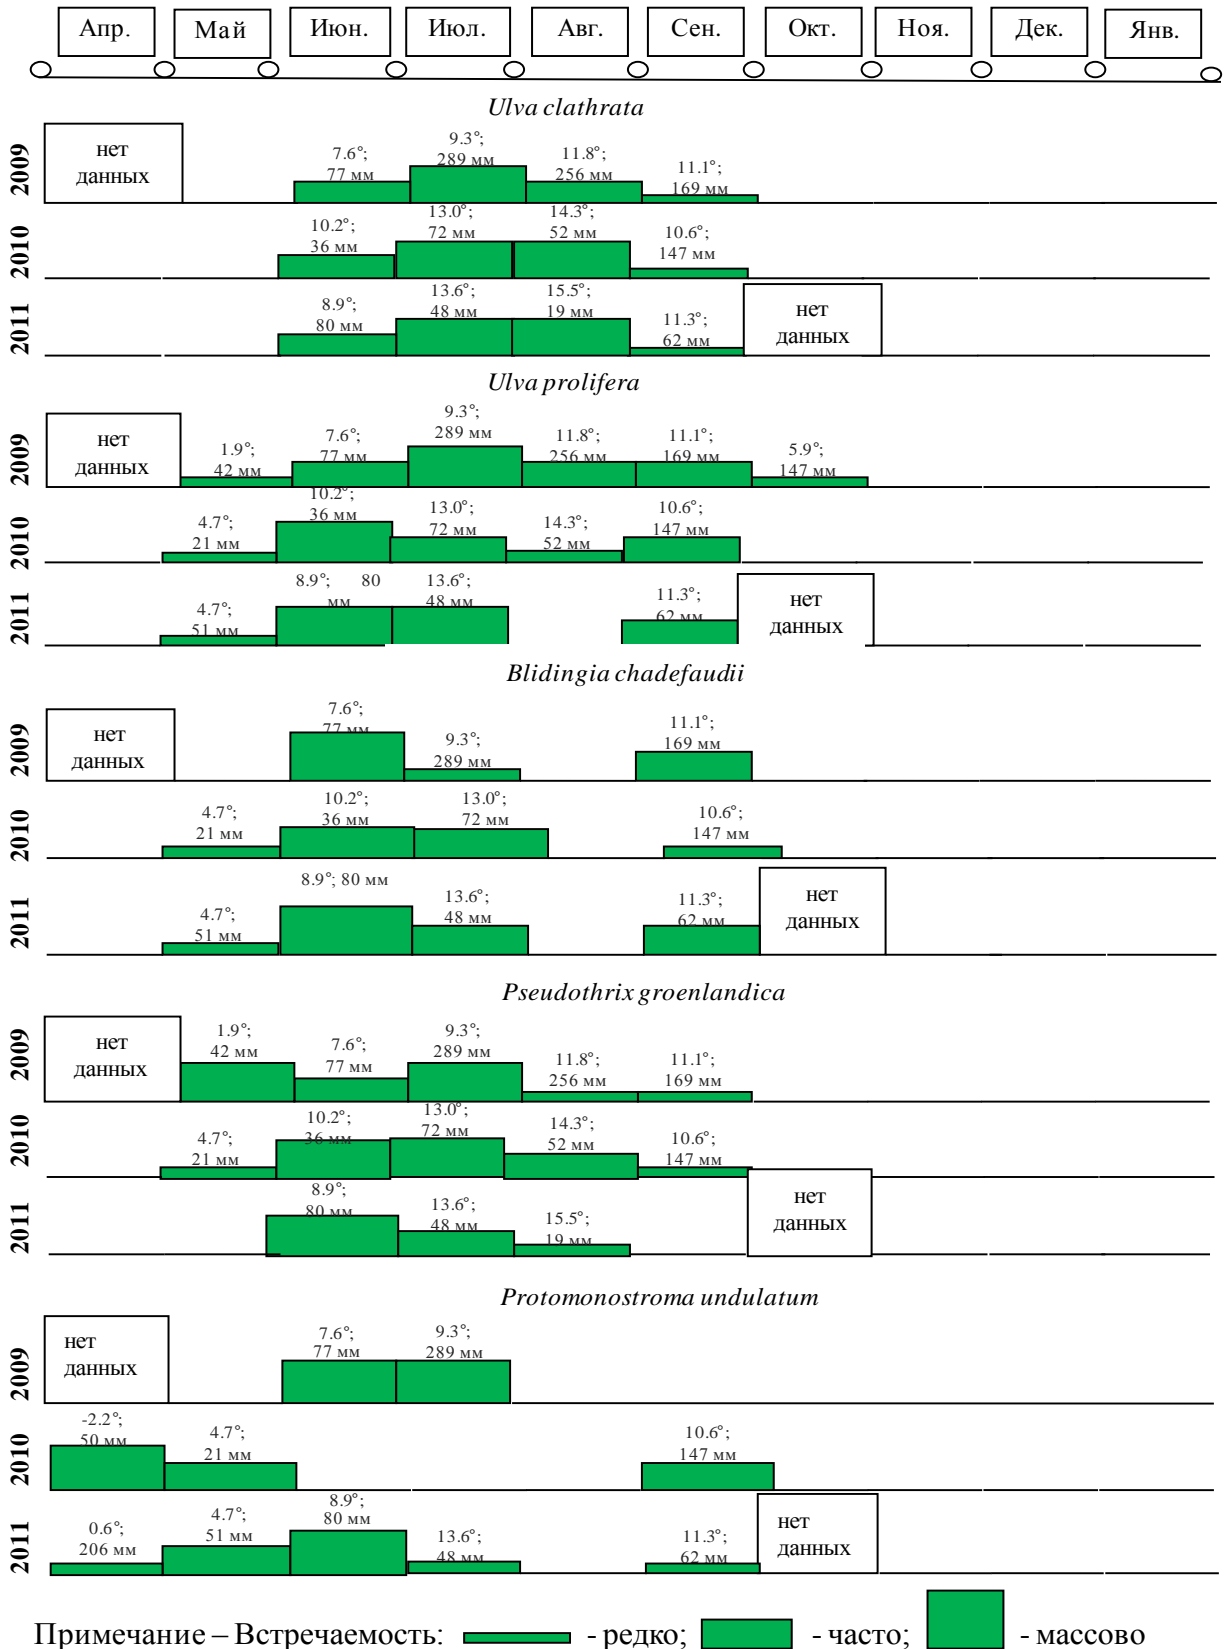 Апр. Май Июн. Июл. Авг. Сен. Окт. Ноя. Дек. Янв.
Ulva clathrata
2009
нет
данных
7.6°;
77 мм
9.3°;
289 мм
11.8°;
256 мм
11.1°;
169 мм
2010
10.2°;
36 мм
13.0°;
72 мм
14.3°;
52 мм
10.6°;
147 мм
2011
8.9°;
80 мм
13.6°;
48 мм
15.5°;
19 мм
11.3°;
62 мм
нет
данных
Ulva prolifera
2009
нет
данных
1.9°;
42 мм
7.6°;
77 мм
9.3°;
289 мм
11.8°;
256 мм
11.1°;
169 мм
5.9°;
147 мм
2010
4.7°;
21 мм
10.2°;
36 мм
13.0°;
72 мм
14.3°;
52 мм
10.6°;
147 мм
2011
4.7°;
51 мм
8.9°; 80
мм
13.6°;
48 мм
11.3°;
62 мм
нет
данных
Blidingia chadefaudii
2009
нет
данных
7.6°;
77 мм
9.3°;
289 мм
11.1°;
169 мм
2010
4.7°;
21 мм
10.2°;
36 мм
13.0°;
72 мм
10.6°;
147 мм
2011
4.7°;
51 мм
8.9°; 80 мм
13.6°;
48 мм
11.3°;
62 мм
нет
данных
Pseudothrix groenlandica
2009
нет
данных
1.9°;
42 мм
7.6°;
77 мм
9.3°;
289 мм
11.8°;
256 мм
11.1°;
169 мм
2010
4.7°;
21 мм
10.2°;
36 мм
13.0°;
72 мм
14.3°;
52 мм
10.6°;
147 мм
2011
8.9°;
80 мм
13.6°;
48 мм
15.5°;
19 мм
нет
данных
Protomonostroma undulatum
2009
нет
данных
7.6°;
77 мм
9.3°;
289 мм
2010
-2.2°;
50 мм
4.7°;
21 мм
10.6°;
147 мм
2011
0.6°;
206 мм
4.7°;
51 мм
8.9°;
80 мм
13.6°;
48 мм
11.3°;
62 мм
нет
данных
Примечание – Встречаемость: - редко; - часто; - массово